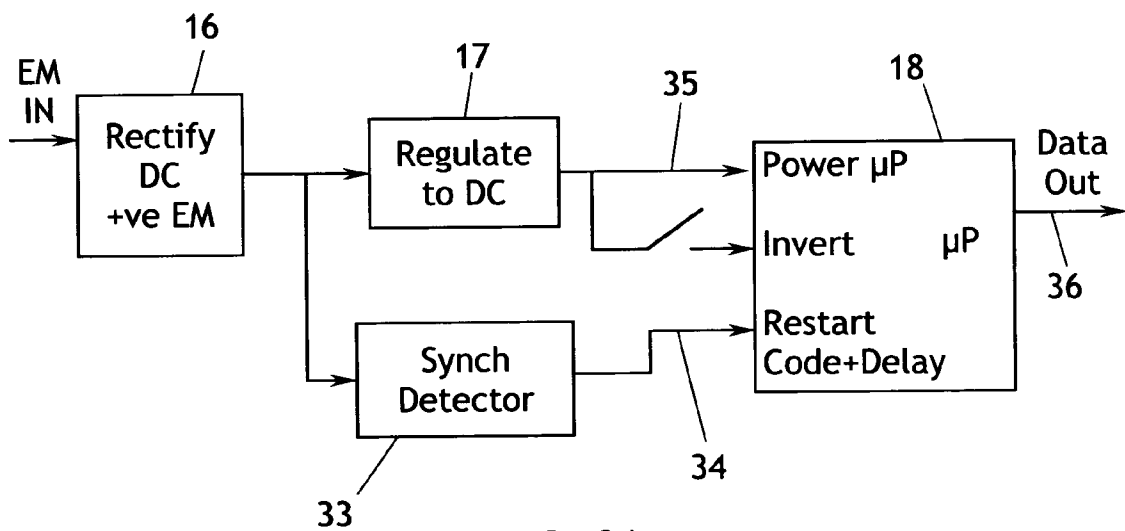 16
EM
IN
Rectify
DC
+ve EM
17
Regulate
to DC
35
18
Power µP
Invert
µP
Restart
Code+Delay
Data
Out
36
Synch
Detector
33
34